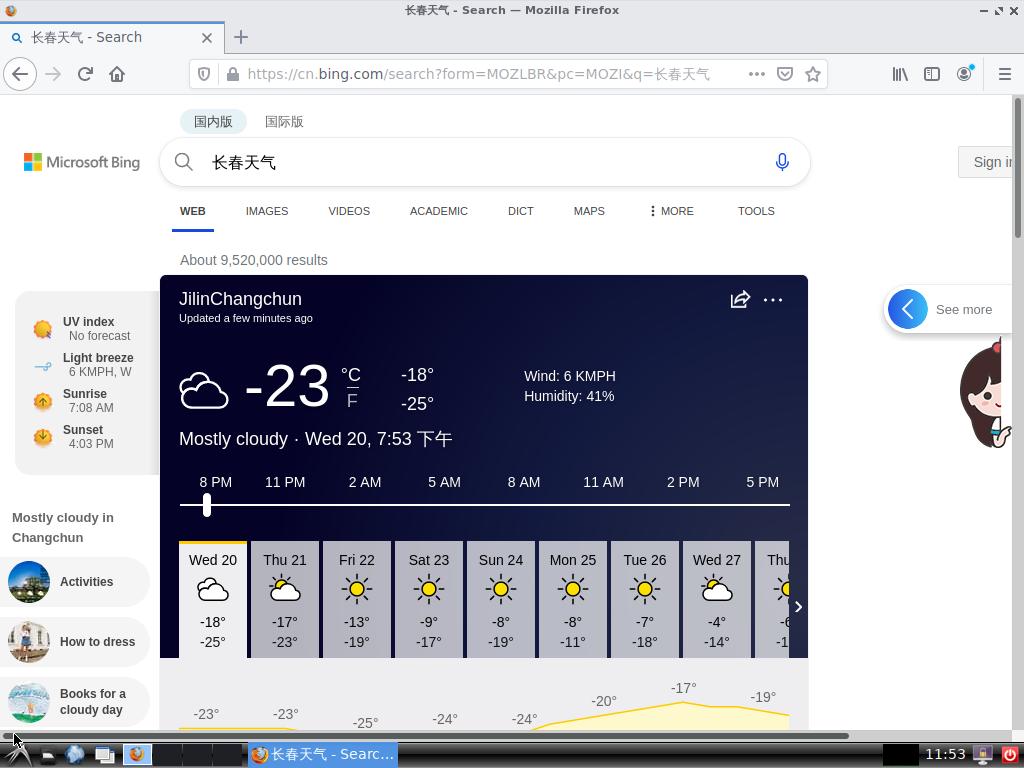 长春天气 - Search — Mozilla Firefox
长春天气 - Search
https://cn.bing.com/search?form=MOZLBR&pc=MOZI&q=长春天气
国内版 国际版
Microsoft Bing
长春天气
Sign in
WEB IMAGES VIDEOS ACADEMIC DICT MAPS MORE TOOLS
About 9,520,000 results
JilinChangchun
Updated a few minutes ago
UV index
No forecast
Light breeze
6 KMPH, W
Sunrise
7:08 AM
Sunset
4:03 PM
See more
-23 °C F -18° -25°
Wind: 6 KMPH
Humidity: 41%
Mostly cloudy · Wed 20, 7:53 下午
8 PM 11 PM 2 AM 5 AM 8 AM 11 AM 2 PM 5 PM
Mostly cloudy in
Changchun
Wed 20 Thu 21 Fri 22 Sat 23 Sun 24 Mon 25 Tue 26 Wed 27 Thu
-18° -17° -13° -9° -8° -8° -7° -4° -6
-25° -23° -19° -17° -19° -11° -18° -14° -1
Activities
How to dress
Books for a
cloudy day
-23° -23° -25° -24° -24° -20° -17° -19°
长春天气 - Searc...
11:53